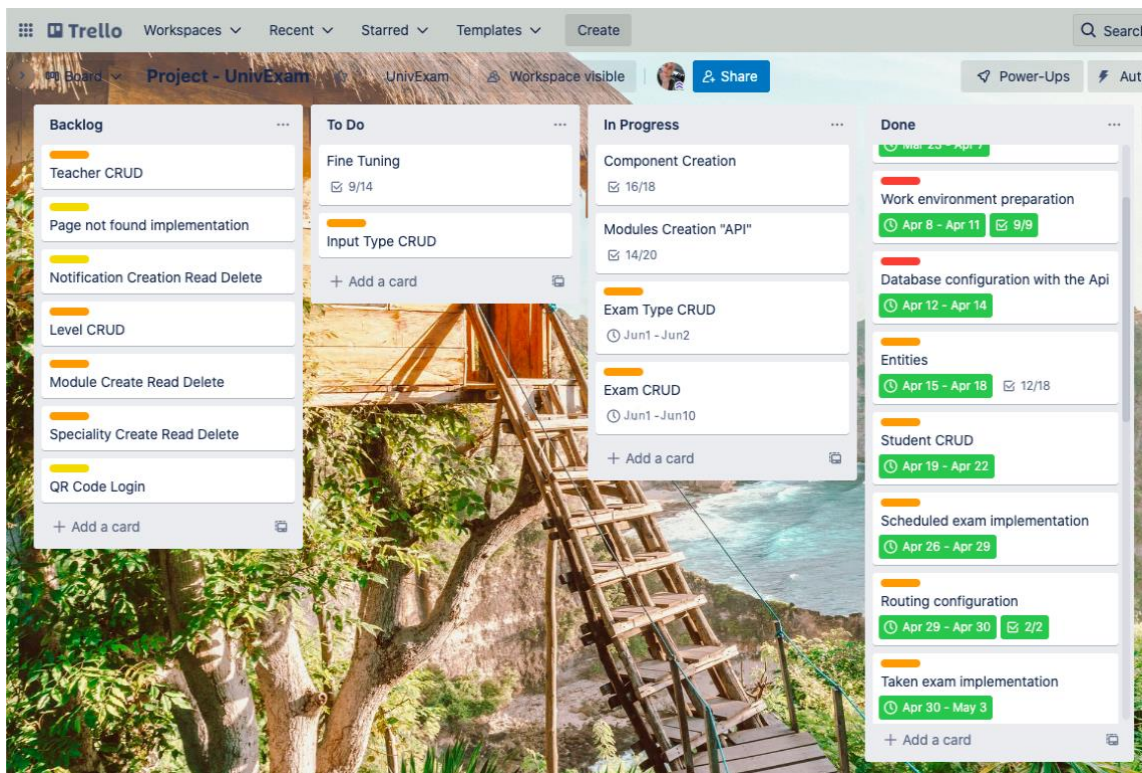 Trello Workspaces Recent Starred Templates Create Search
Board Project - UnivExam UnivExam Workspace visible Share Power-Ups Aut
Backlog
Teacher CRUD
Page not found implementation
Notification Creation Read Delete
Level CRUD
Module Create Read Delete
Speciality Create Read Delete
QR Code Login
+ Add a card
To Do
Fine Tuning
9/14
Input Type CRUD
+ Add a card
In Progress
Component Creation
16/18
Modules Creation "API"
14/20
Exam Type CRUD
Jun1 - Jun2
Exam CRUD
Jun1 - Jun10
+ Add a card
Done
Mar 23 - Apr 7
Work environment preparation
Apr 8 - Apr 11 9/9
Database configuration with the Api
Apr 12 - Apr 14
Entities
Apr 15 - Apr 18 12/18
Student CRUD
Apr 19 - Apr 22
Scheduled exam implementation
Apr 26 - Apr 29
Routing configuration
Apr 29 - Apr 30 2/2
Taken exam implementation
Apr 30 - May 3
+ Add a card